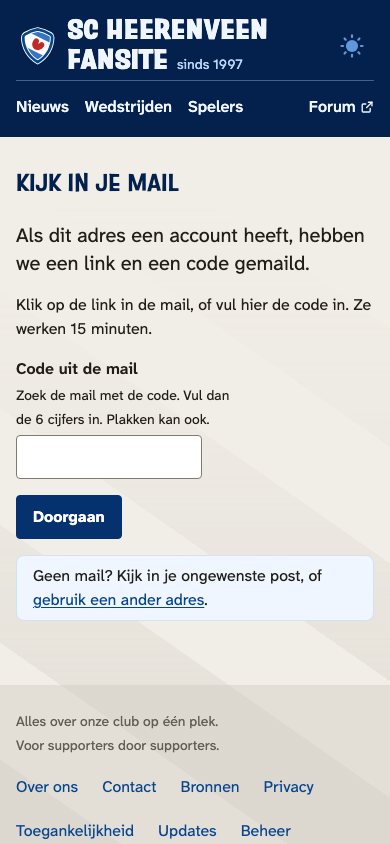 SC HEERENVEEN
FANSITE sinds 1997
Nieuws Wedstrijden Spelers Forum
KIJK IN JE MAIL
Als dit adres een account heeft, hebben
we een link en een code gemaild.
Klik op de link in de mail, of vul hier de code in. Ze
werken 15 minuten.
Code uit de mail
Zoek de mail met de code. Vul dan
de 6 cijfers in. Plakken kan ook.
Doorgaan
Geen mail? Kijk in je ongewenste post, of
gebruik een ander adres.
Alles over onze club op één plek.
Voor supporters door supporters.
Over ons Contact Bronnen Privacy
Toegankelijkheid Updates Beheer